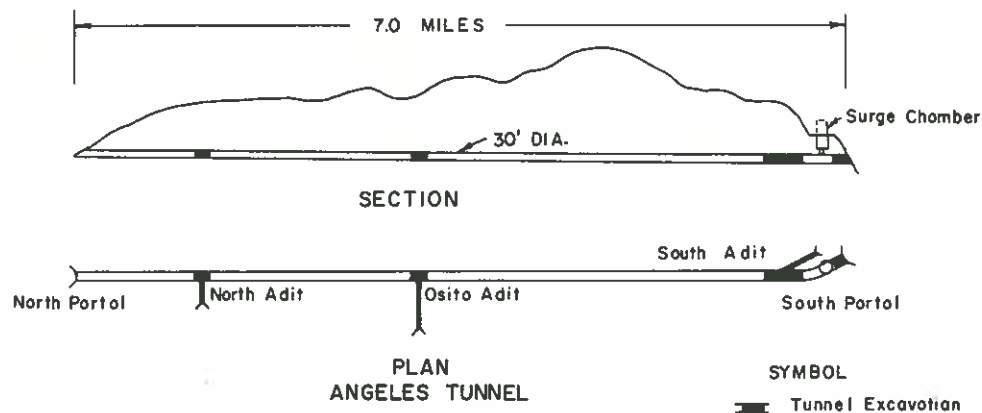 7.0 MILES
Surge Chomber
30' DIA.
SECTION
South Adit
North Portol
North Adit
Osito Adit
South Portol
PLAN
ANGELES TUNNEL
SYMBOL
Tunnel Excavotion